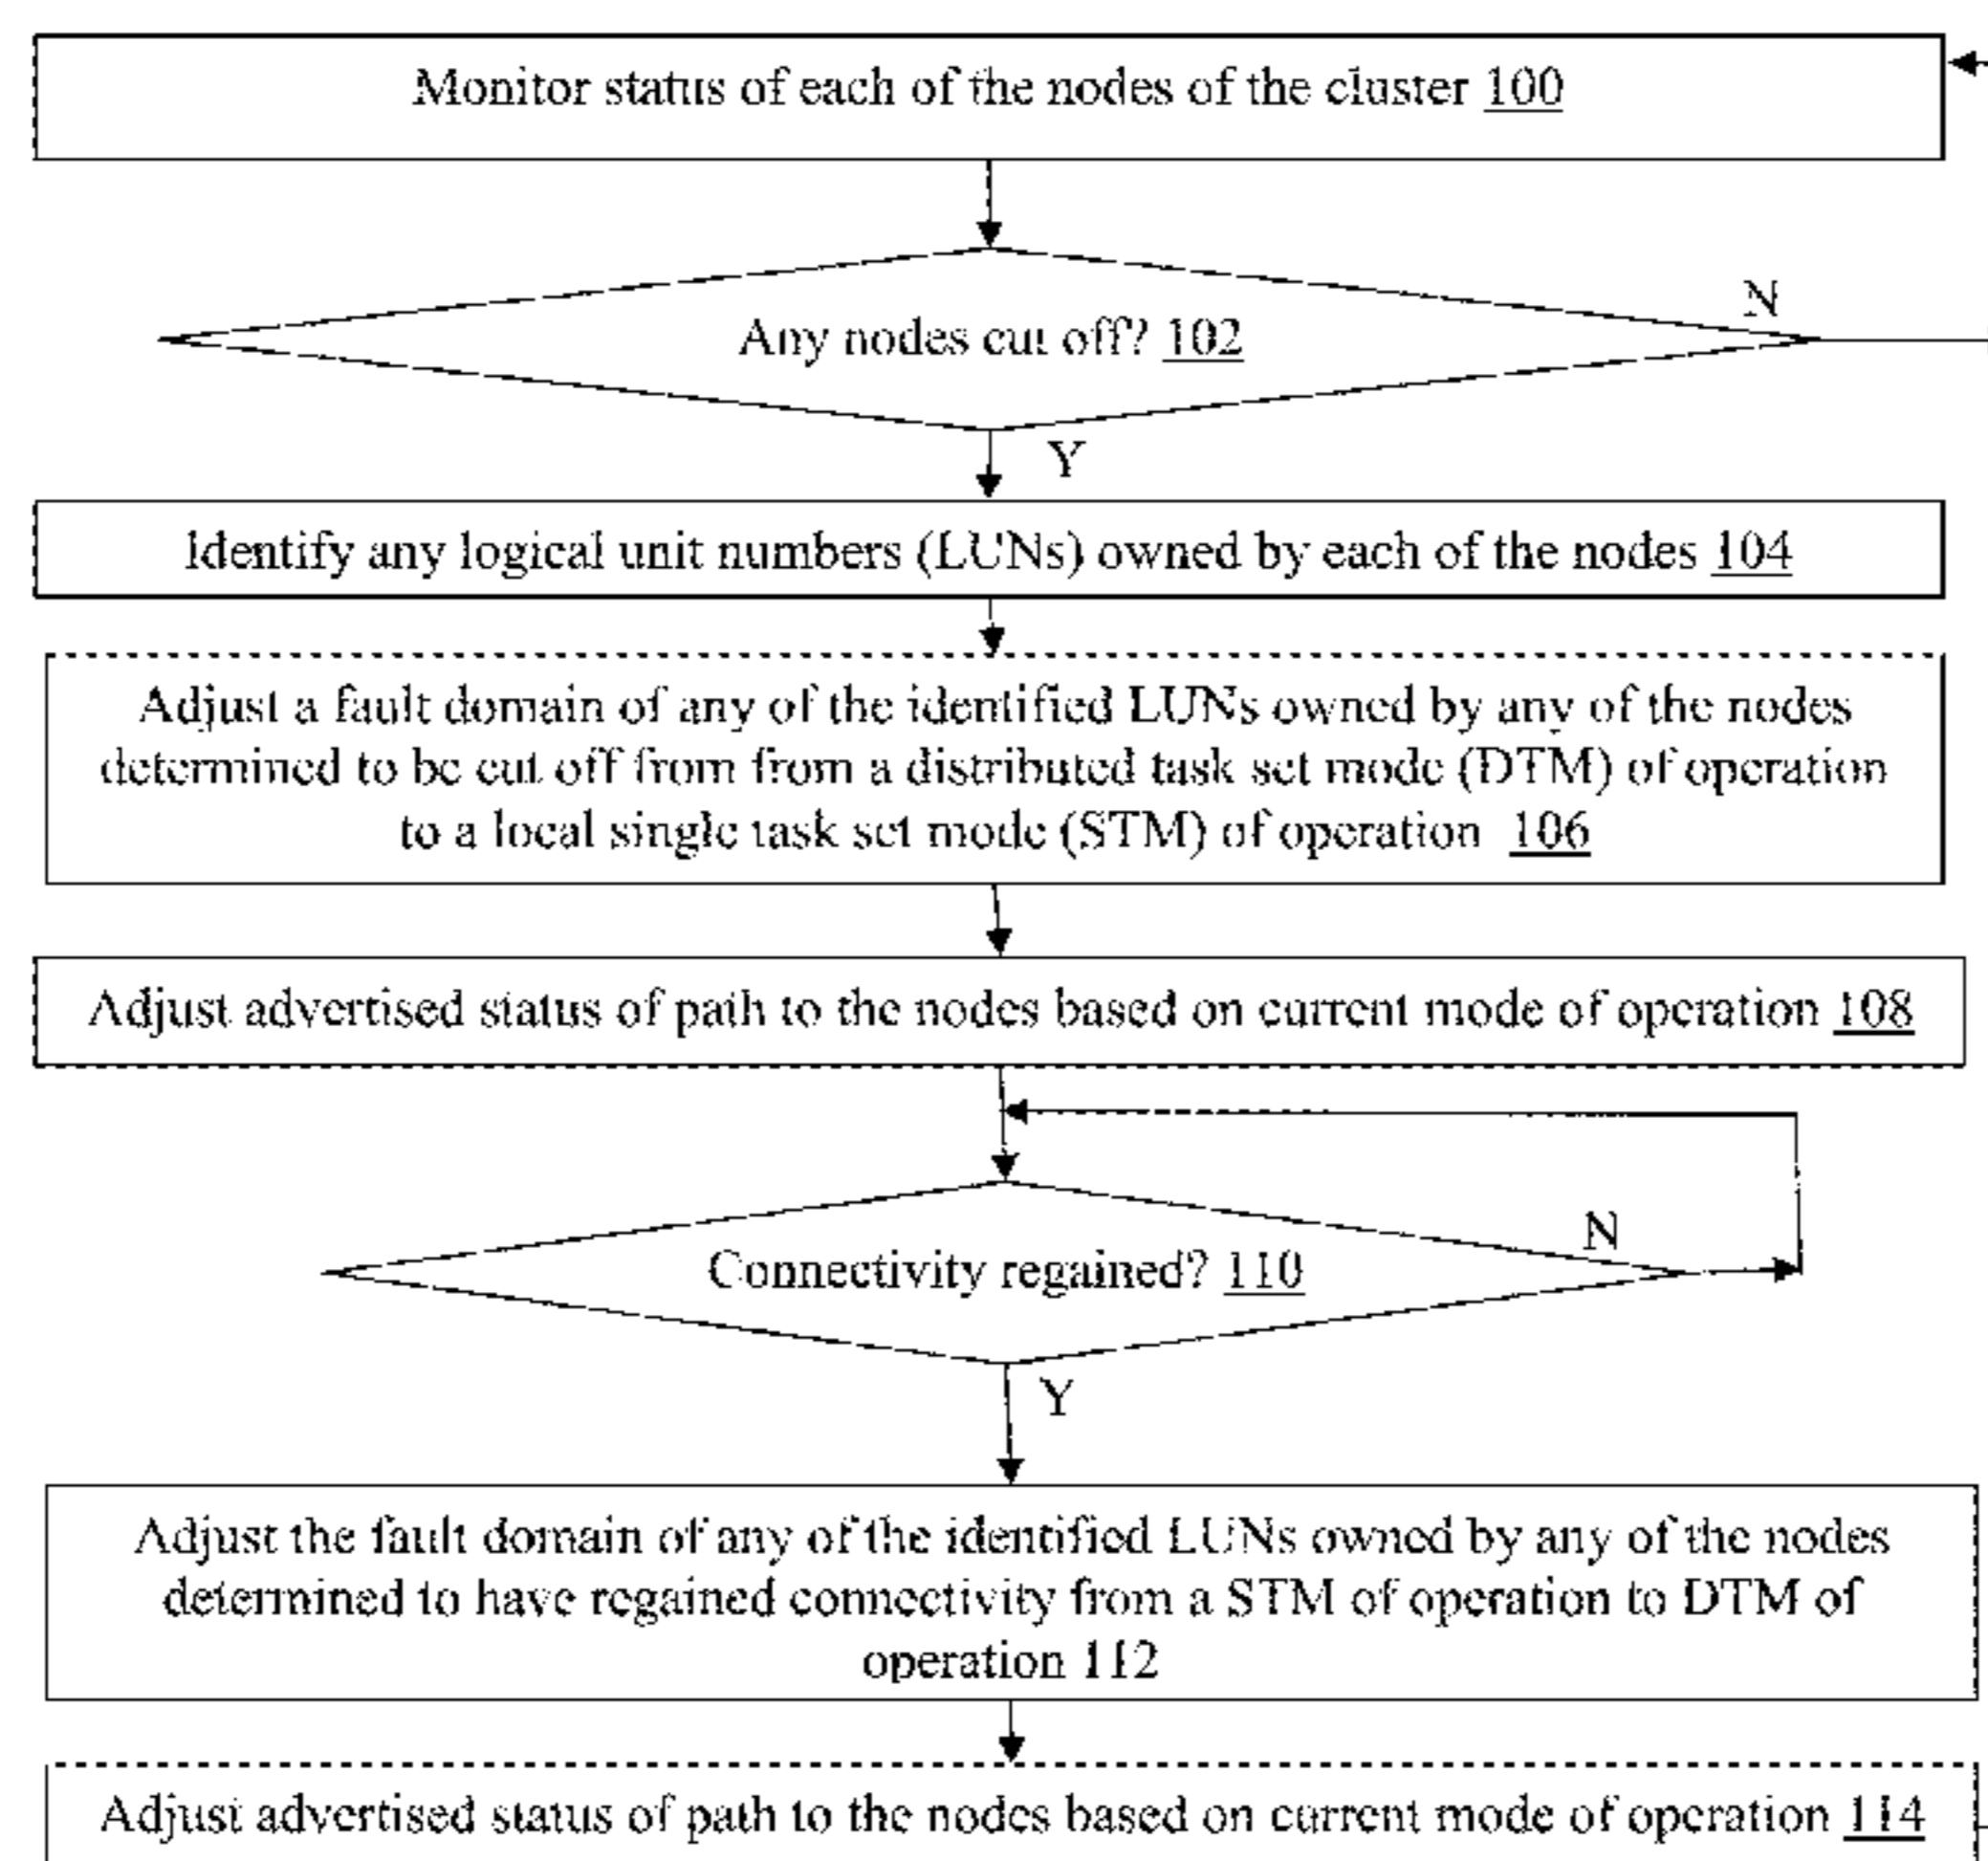 Monitor status of each of the nodes of the cluster 100
Any nodes cut off? 102
N
Y
Identify any logical unit numbers (LUNs) owned by each of the nodes 104
Adjust a fault domain of any of the identified LUNs owned by any of the nodes
determined to be cut off from from a distributed task set mode (DTM) of operation
to a local single task set mode (STM) of operation 106
Adjust advertised status of path to the nodes based on current mode of operation 108
Connectivity regained? 110
N
Y
Adjust the fault domain of any of the identified LUNs owned by any of the nodes
determined to have regained connectivity from a STM of operation to DTM of
operation 112
Adjust advertised status of path to the nodes based on current mode of operation 114